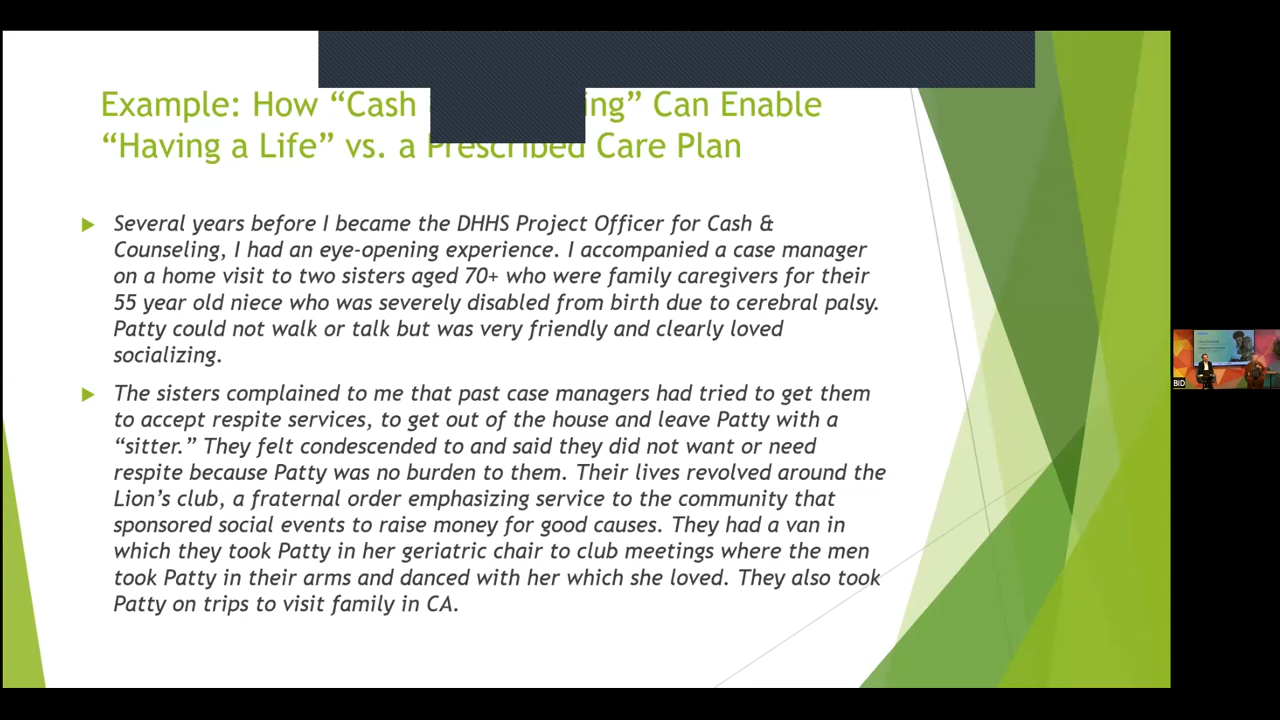 Example: How “Cash ing” Can Enable
“Having a Life” vs. a Prescribed Care Plan
Several years before I became the DHHS Project Officer for Cash &
Counseling, I had an eye-opening experience. I accompanied a case manager
on a home visit to two sisters aged 70+ who were family caregivers for their
55 year old niece who was severely disabled from birth due to cerebral palsy.
Patty could not walk or talk but was very friendly and clearly loved
socializing.
The sisters complained to me that past case managers had tried to get them
to accept respite services, to get out of the house and leave Patty with a
“sitter.” They felt condescended to and said they did not want or need
respite because Patty was no burden to them. Their lives revolved around the
Lion’s club, a fraternal order emphasizing service to the community that
sponsored social events to raise money for good causes. They had a van in
which they took Patty in her geriatric chair to club meetings where the men
took Patty in their arms and danced with her which she loved. They also took
Patty on trips to visit family in CA.
BID